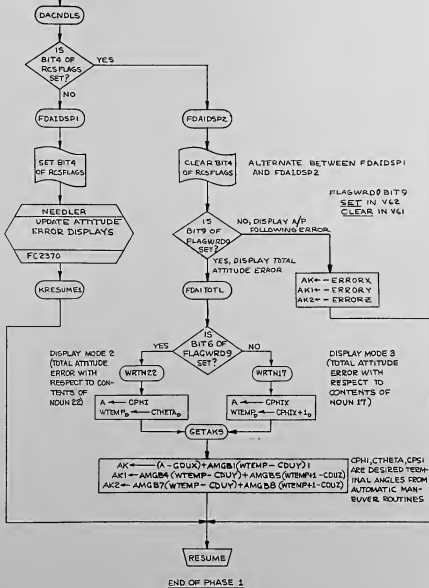 DACNDLS
IS
BIT4 OF
RCSFLAGS
SET?
YES
NO
FDAIDSP1
FDAIDSP2
SET BIT4
OF RCSFLAGS
CLEAR BIT4
OF RCSFLAGS
ALTERNATE BETWEEN FDAIDSP1
AND FDAIDSP2
FLAGWRD0 BIT9
SET IN V62
CLEAR IN V61
NEEDLER
UPDATE ATTITUDE
ERROR DISPLAYS
FC2370
IS
BIT9 OF
FLAGWRD0
SET?
NO, DISPLAY A/P
FOLLOWING ERROR
YES, DISPLAY TOTAL
ATTITUDE ERROR
AK ← - ERRORX
AK1 ← - ERRORY
AK2 ← - ERRORZ
KRESUME1
FDAITOTL
IS
BIT6 OF
FLAGWRD9
SET?
YES
NO
DISPLAY MODE 2
(TOTAL ATTITUDE
ERROR WITH
RESPECT TO CON-
TENTS OF
NOUN 22)
WRTN22
WRTN17
DISPLAY MODE 3
(TOTAL ATTITUDE
ERROR WITH
RESPECT TO
CONTENTS OF
NOUN 17)
A ← CPHI
WTEMPD ← CTHETAD
A ← CPHIX
WTEMPD ← CPHIX+1D
GETAKS
AK ← (A - CDUX)+AMGB1(WTEMP - CDUY)
AK1 ← AMGB4(WTEMP - CDUY)+AMGB5(WTEMP+1 - CDUZ)
AK2 ← AMGB7(WTEMP - CDUY)+AMGB8(WTEMP+1 - CDUZ)
CPHI, CTHETA, CPSI
ARE DESIRED TERM-
INAL ANGLES FROM
AUTOMATIC MAN-
EUVER ROUTINES
RESUME
END OF PHASE 1